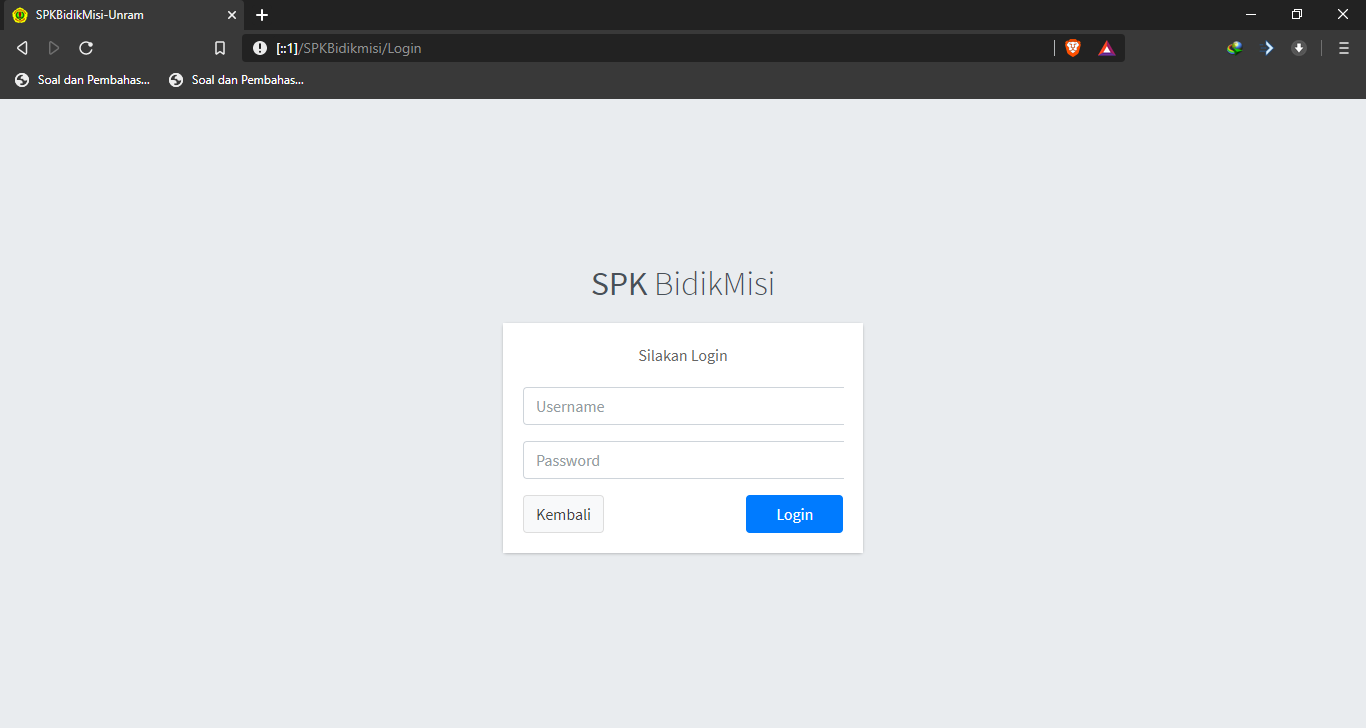 SPKBidikMisi-Unram
[::1]/SPKBidikmisi/Login
Soal dan Pembahas... Soal dan Pembahas...
SPK BidikMisi
Silakan Login
Username
Password
Kembali Login